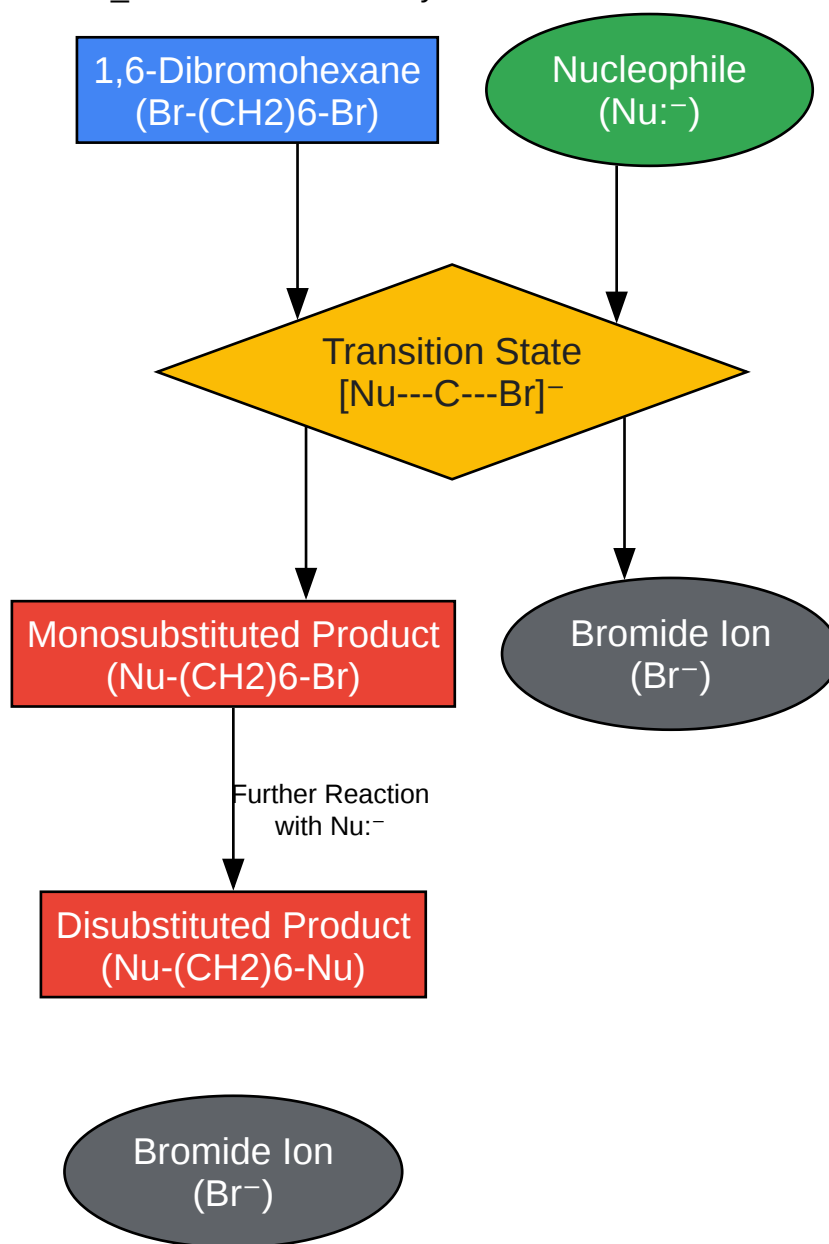 1,6-Dibromohexane
(Br-(CH2)6-Br)
Nucleophile
(Nu:⁻)
Transition State
[Nu---C---Br]⁻
Monosubstituted Product
(Nu-(CH2)6-Br)
Bromide Ion
(Br⁻)
Further Reaction
with Nu:⁻
Disubstituted Product
(Nu-(CH2)6-Nu)
Bromide Ion
(Br⁻)